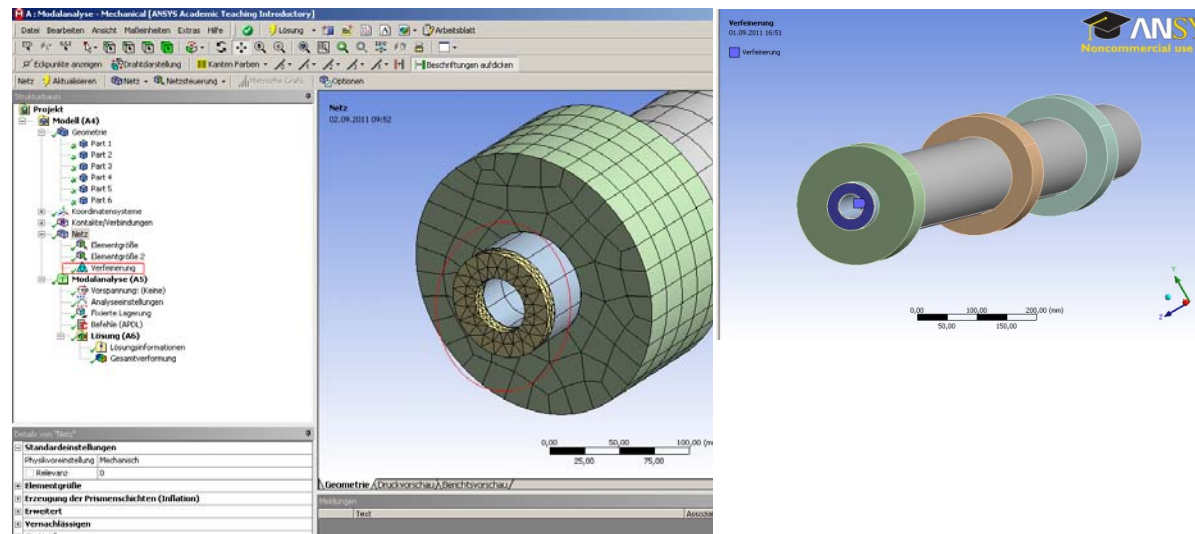 A : Modalanalyse - Mechanical [ANSYS Academic Teaching Introductory]
Datei Bearbeiten Ansicht Maßeinheiten Extras Hilfe Lösung Arbeitsblatt
Eckpunkte anzeigen Drahtdarstellung Kanten Färben Beschriftungen aufdicken
Netz Aktualisieren Netz Netzsteuerung Metrische Grafik Optionen
Strukturbaum
Projekt
Modell (A4)
Geometrie
Part 1
Part 2
Part 3
Part 4
Part 5
Part 6
Koordinatensysteme
Kontakte/Verbindungen
Netz
Elementgröße
Elementgröße 2
Verfeinerung
Modalanalyse (A5)
Vorspannung: (Keine)
Analyseeinstellungen
Fixierte Lagerung
Befehle (APDL)
Lösung (A6)
Lösungsinformationen
Gesamtverformung
Details von "Netz"
Standardeinstellungen
Physikvoreinstellung Mechanisch
Relevanz 0
Elementgröße
Erzeugung der Prismenschichten (Inflation)
Erweitert
Vernachlässigen
Netz
02.09.2011 09:52
0,00 50,00 100,00 (m
25,00 75,00
Geometrie Druckvorschau Berichtsvorschau
Meldungen
Text Assoziat
Verfeinerung
01.09.2011 16:51
Verfeinerung
ANSY
Noncommercial use
Y
Z
0,00 100,00 200,00 (mm)
50,00 150,00